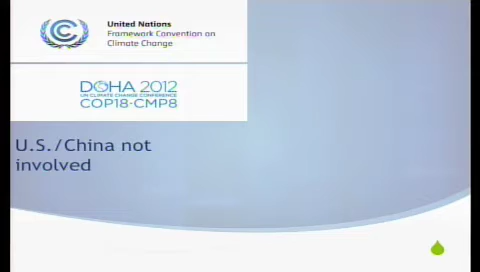 United Nations
Framework Convention on
Climate Change
DOHA 2012
UN CLIMATE CHANGE CONFERENCE
COP18·CMP8
U.S./China not
involved